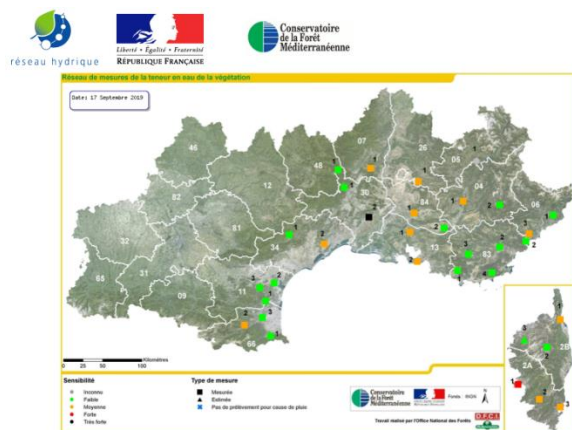 réseau hydrique
Liberté • Égalité • Fraternité
RÉPUBLIQUE FRANÇAISE
Conservatoire
de la Forêt
Méditerranéenne
Réseau de mesures de la teneur en eau de la végétation
Date: 17 Septembre 2019
46
48
07
26
05
12
82
30
84
04
06
81
34
32
13
83
31
65
11
09
66
2B
2A
Kilomètres
Sensibilité
Inconnu
Faible
Moyenne
Forte
Très forte
Type de mesure
Mesurée
Estimée
Pas de prélèvement pour cause de pluie
Conservatoire
de la Forêt
Méditerranéenne
Travail réalisé par l'Office National des Forêts